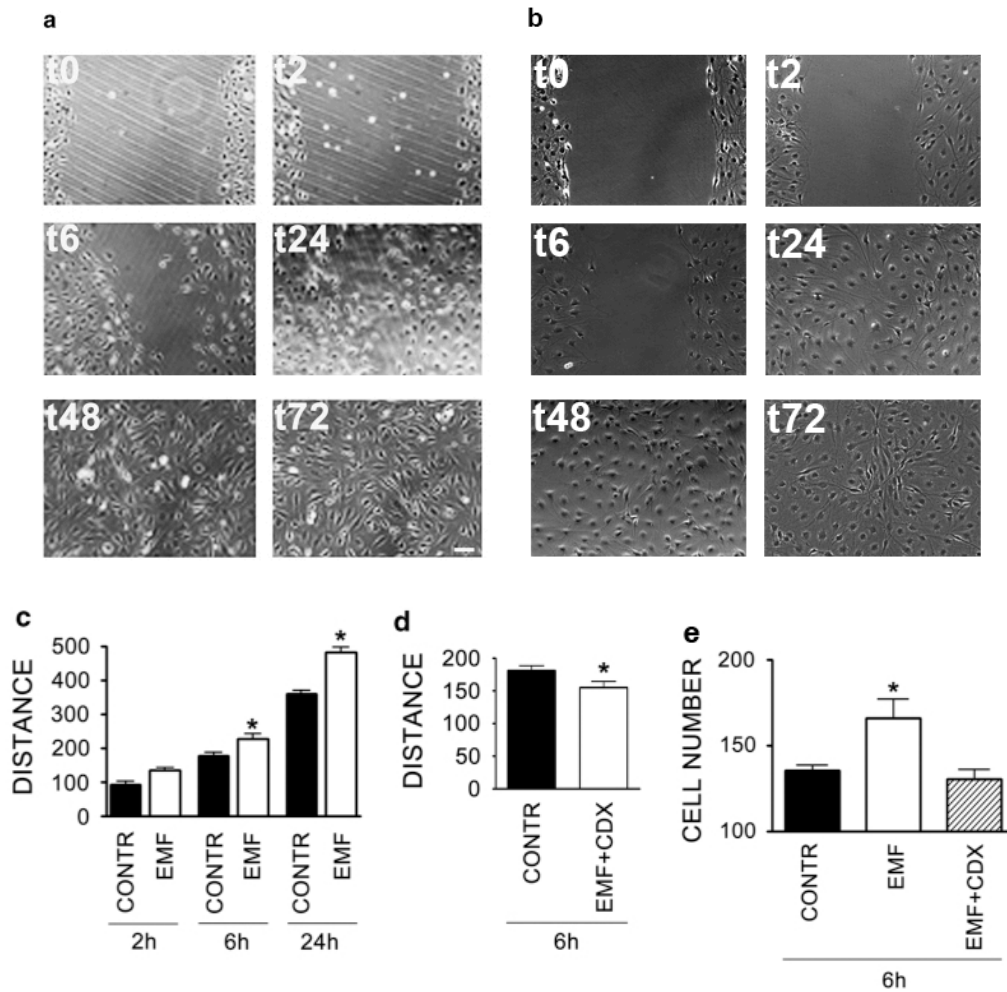 a
b
t0
t2
t0
t2
t6
t24
t6
t24
t48
t72
t48
t72
c
DISTANCE
500
400
300
200
100
0
*
*
CONTR
EMF
CONTR
EMF
CONTR
EMF
2h
6h
24h
d
DISTANCE
200
150
100
50
0
*
CONTR
EMF+CDX
6h
e
CELL NUMBER
200
150
100
*
CONTR
EMF
EMF+CDX
6h